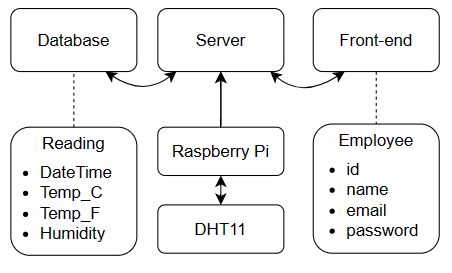 Database
Server
Front-end
Reading
• DateTime
• Temp_C
• Temp_F
• Humidity
Raspberry Pi
DHT11
Employee
• id
• name
• email
• password